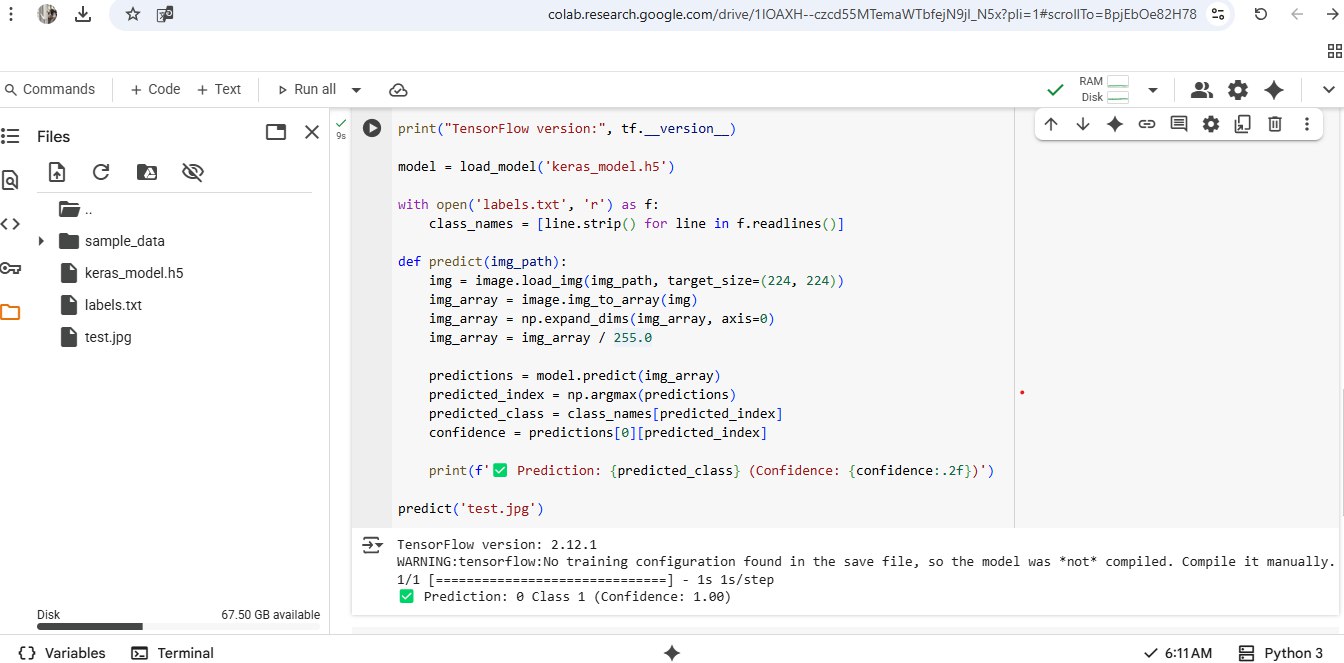 colab.research.google.com/drive/1IOAXH--czcd55MTemaWTbfejN9jI_N5x?pli=1#scrollTo=BpjEbOe82H78
Commands
+ Code + Text
Run all
RAM
Disk
Files
..
sample_data
keras_model.h5
labels.txt
test.jpg
Disk 67.50 GB available
9s
print("TensorFlow version:", tf.__version__)
model = load_model('keras_model.h5')
with open('labels.txt', 'r') as f:
    class_names = [line.strip() for line in f.readlines()]
def predict(img_path):
    img = image.load_img(img_path, target_size=(224, 224))
    img_array = image.img_to_array(img)
    img_array = np.expand_dims(img_array, axis=0)
    img_array = img_array / 255.0
    predictions = model.predict(img_array)
    predicted_index = np.argmax(predictions)
    predicted_class = class_names[predicted_index]
    confidence = predictions[0][predicted_index]
    print(f'✅ Prediction: {predicted_class} (Confidence: {confidence:.2f})')
predict('test.jpg')
TensorFlow version: 2.12.1
WARNING:tensorflow:No training configuration found in the save file, so the model was *not* compiled. Compile it manually.
1/1 [==============================] - 1s 1s/step
✅ Prediction: 0 Class 1 (Confidence: 1.00)
Variables
Terminal
6:11 AM
Python 3